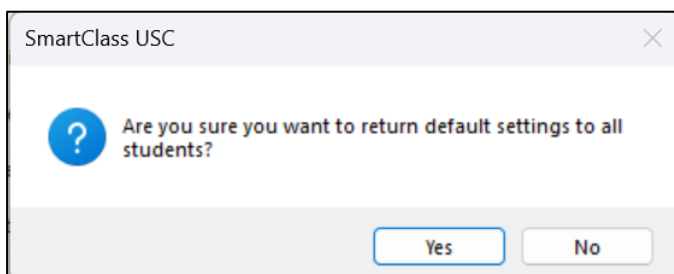 SmartClass USC
Are you sure you want to return default settings to all
students?
Yes
No